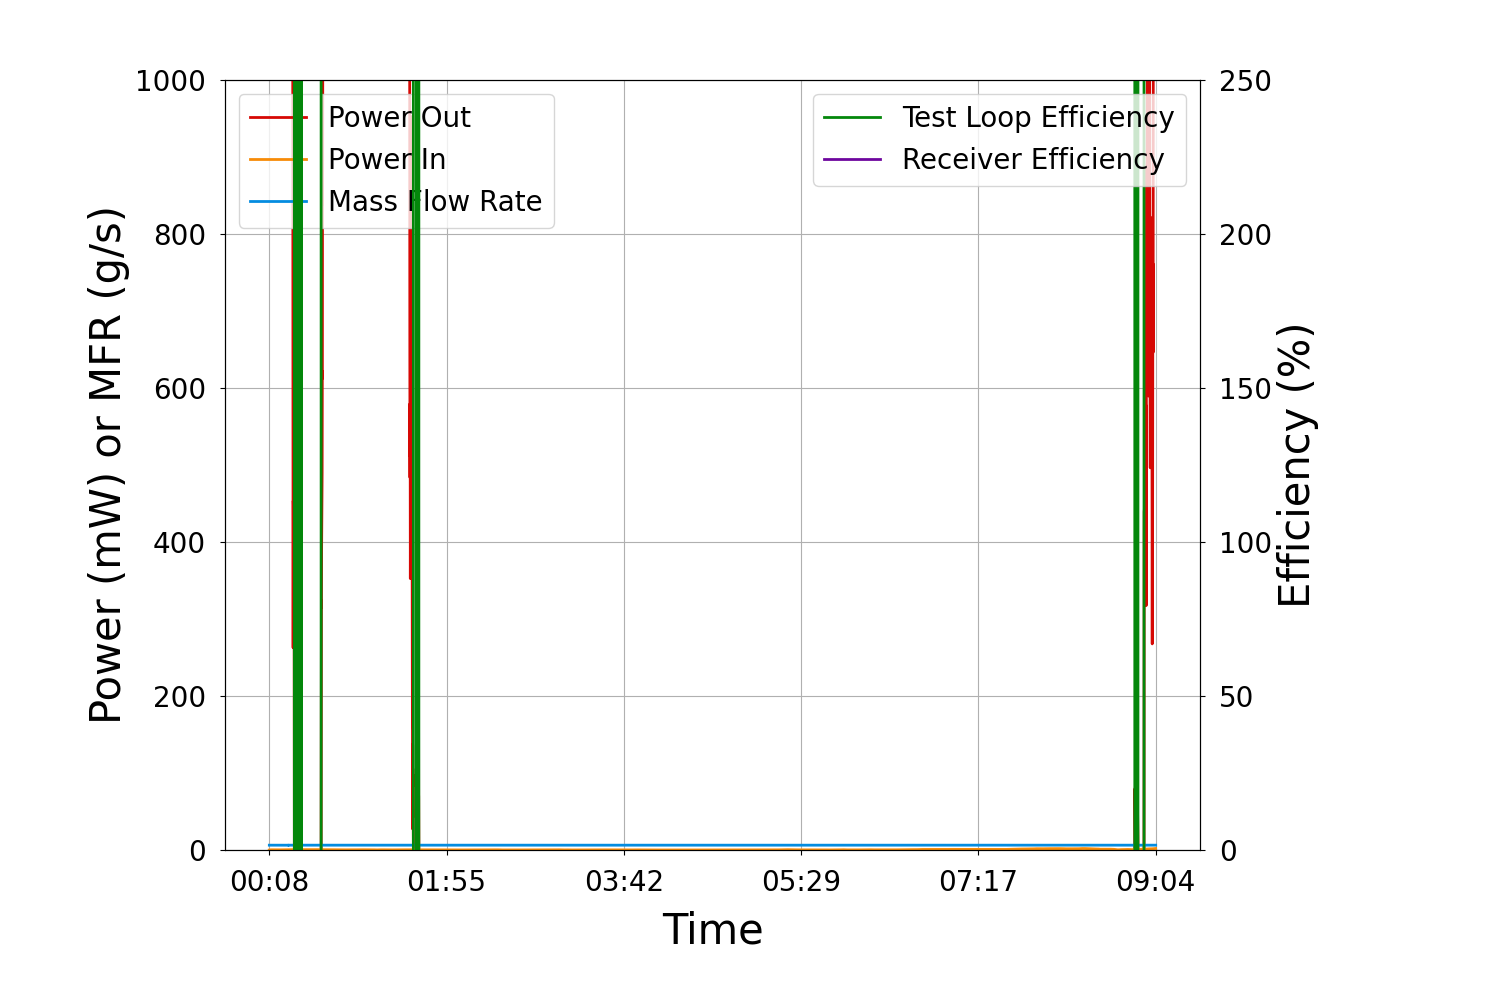 1000
800
600
400
200
0
Power (mW) or MFR (g/s)
Power Out
Power In
Mass Flow Rate
Test Loop Efficiency
Receiver Efficiency
250
200
150
100
50
0
Efficiency (%)
00:08 01:55 03:42 05:29 07:17 09:04
Time